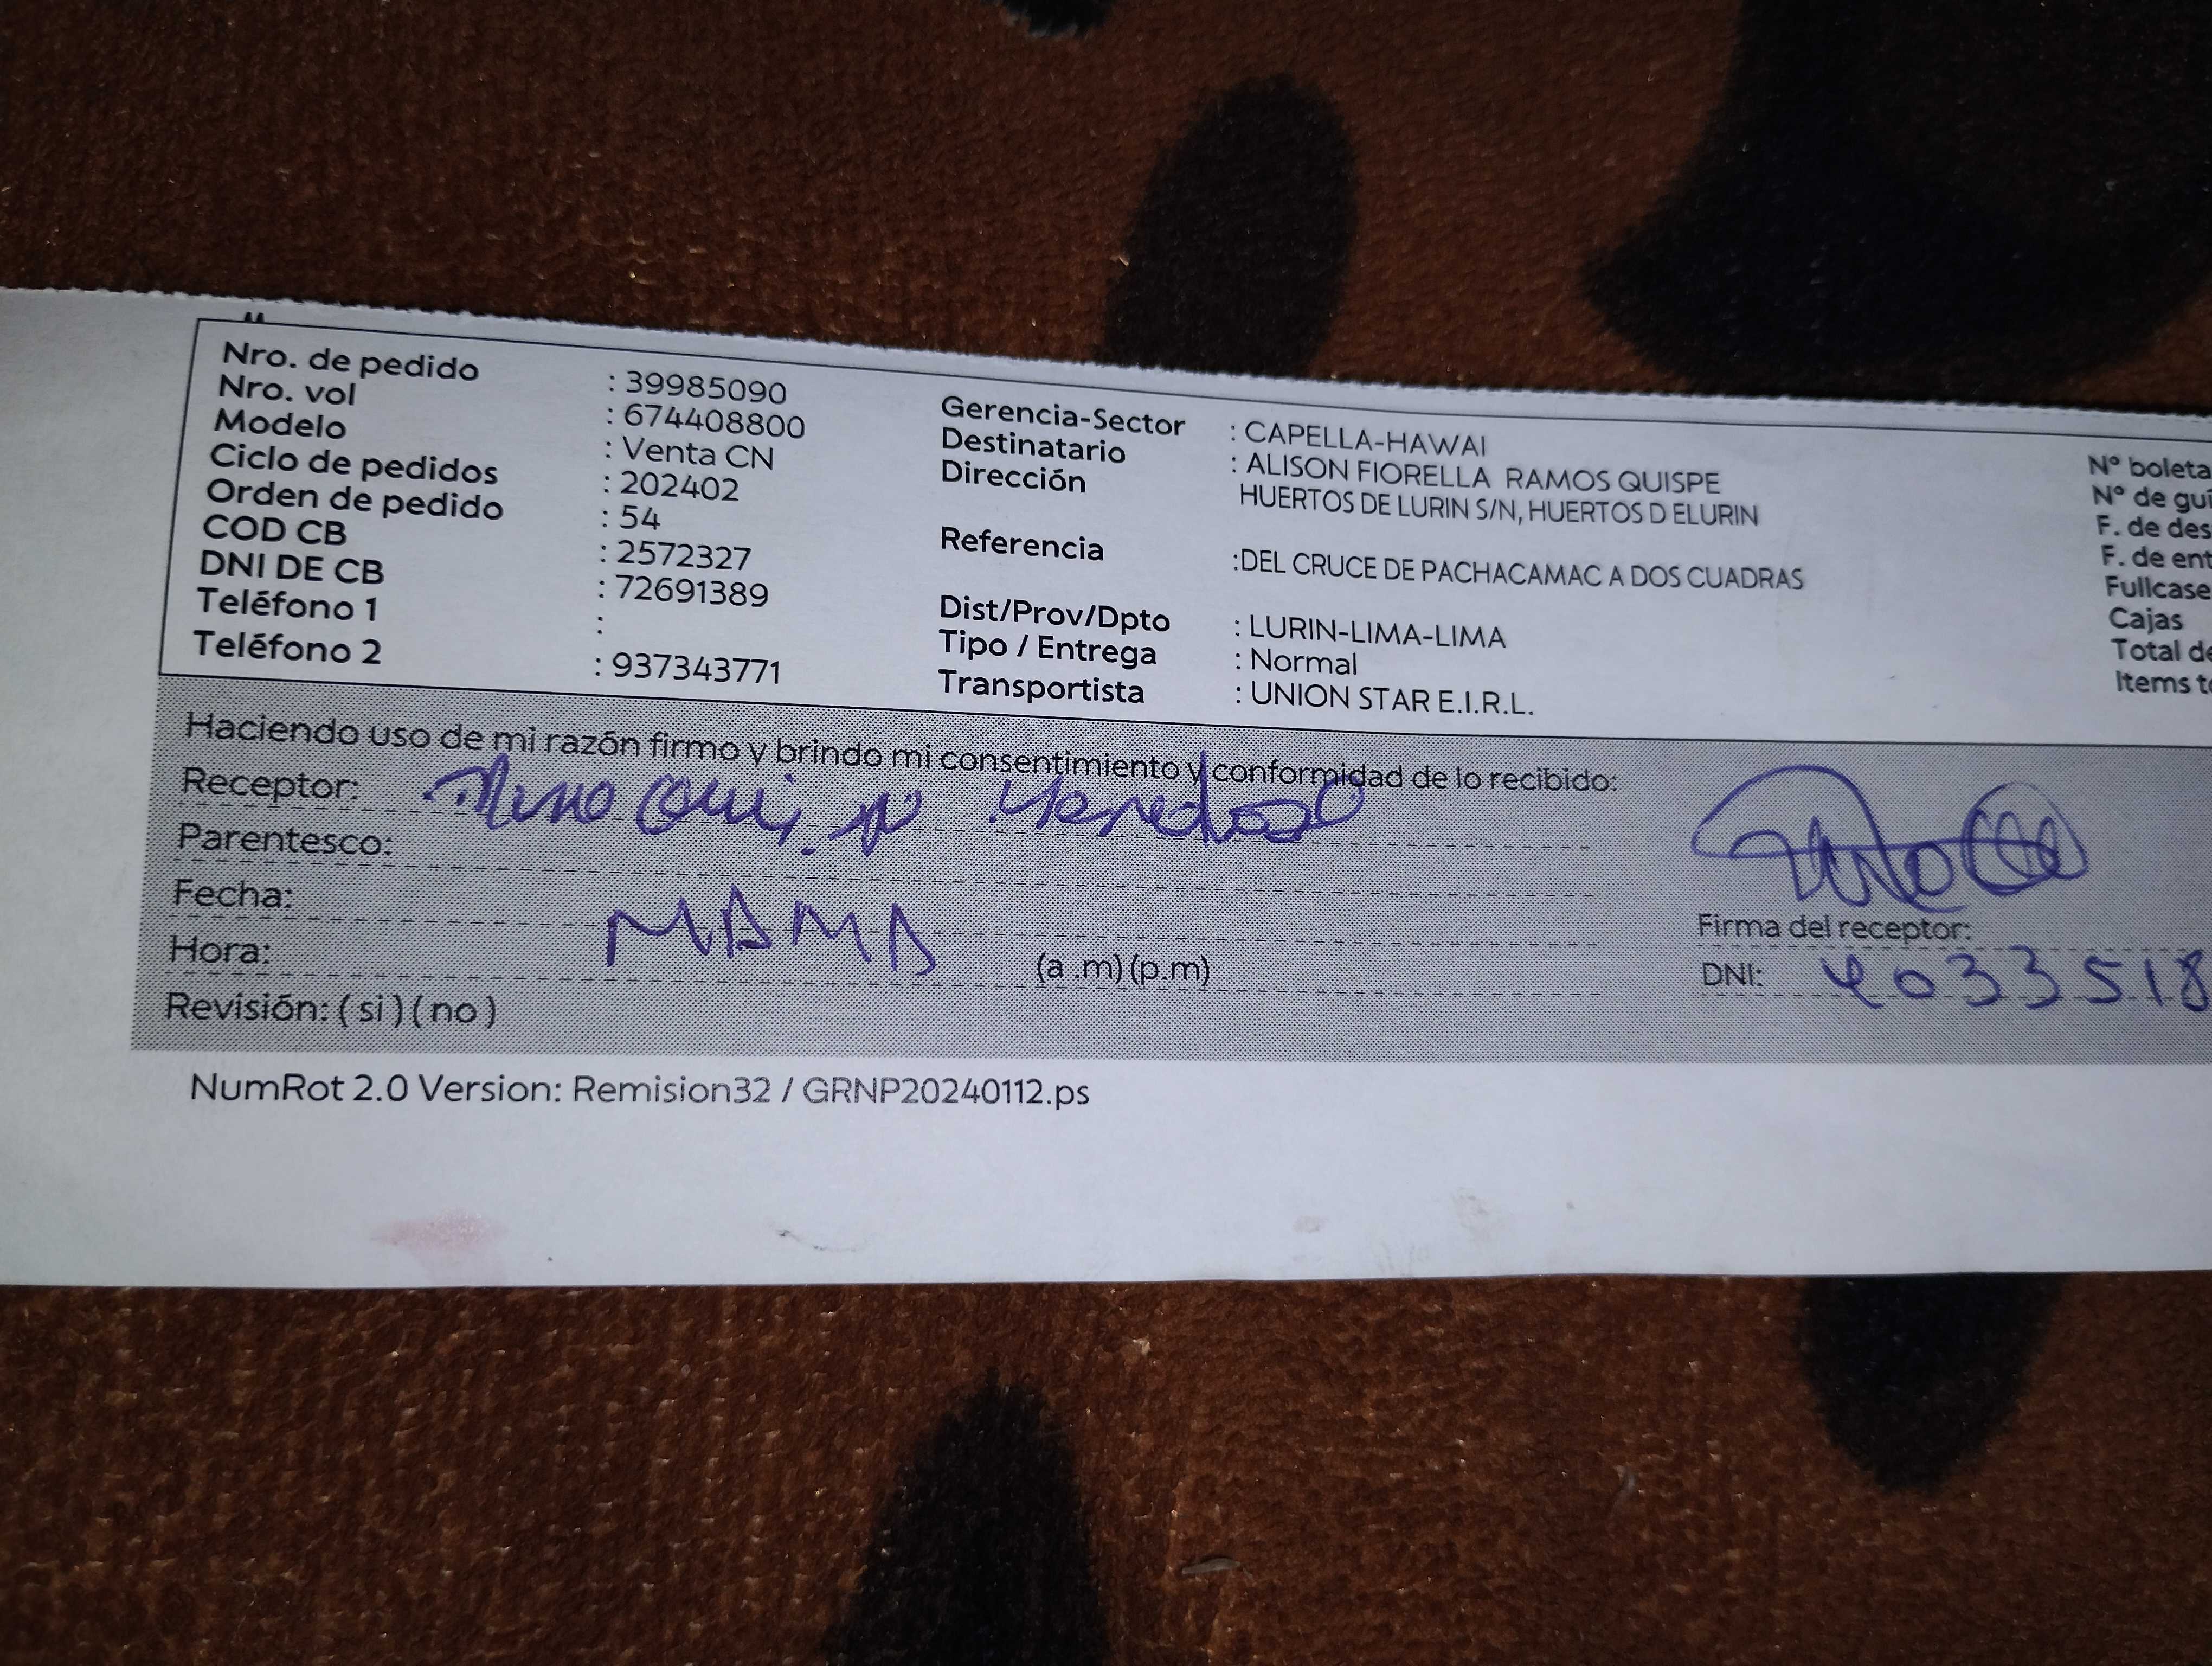 Nro. de pedido : 39985090
Nro. vol : 674408800
Modelo : Venta CN
Ciclo de pedidos : 202402
Orden de pedido : 54
COD CB : 2572327
DNI DE CB : 72691389
Teléfono 1 :
Teléfono 2 : 937343771
Gerencia-Sector : CAPELLA-HAWAI
Destinatario : ALISON FIORELLA RAMOS QUISPE
Dirección HUERTOS DE LURIN S/N, HUERTOS D ELURIN
Referencia :DEL CRUCE DE PACHACAMAC A DOS CUADRAS
Dist/Prov/Dpto : LURIN-LIMA-LIMA
Tipo / Entrega : Normal
Transportista : UNION STAR E.I.R.L.
N° boleta
N° de guí
F. de des
F. de ent
Fullcase
Cajas
Total de
Items to
Haciendo uso de mi razón firmo y brindo mi consentimiento y conformidad de lo recibido:
Receptor:
Parentesco:
Fecha: MAMA
Hora: (a .m) (p.m)
Revisión: ( si ) ( no )
Firma del receptor:
DNI: 4033518
NumRot 2.0 Version: Remision32 / GRNP20240112.ps